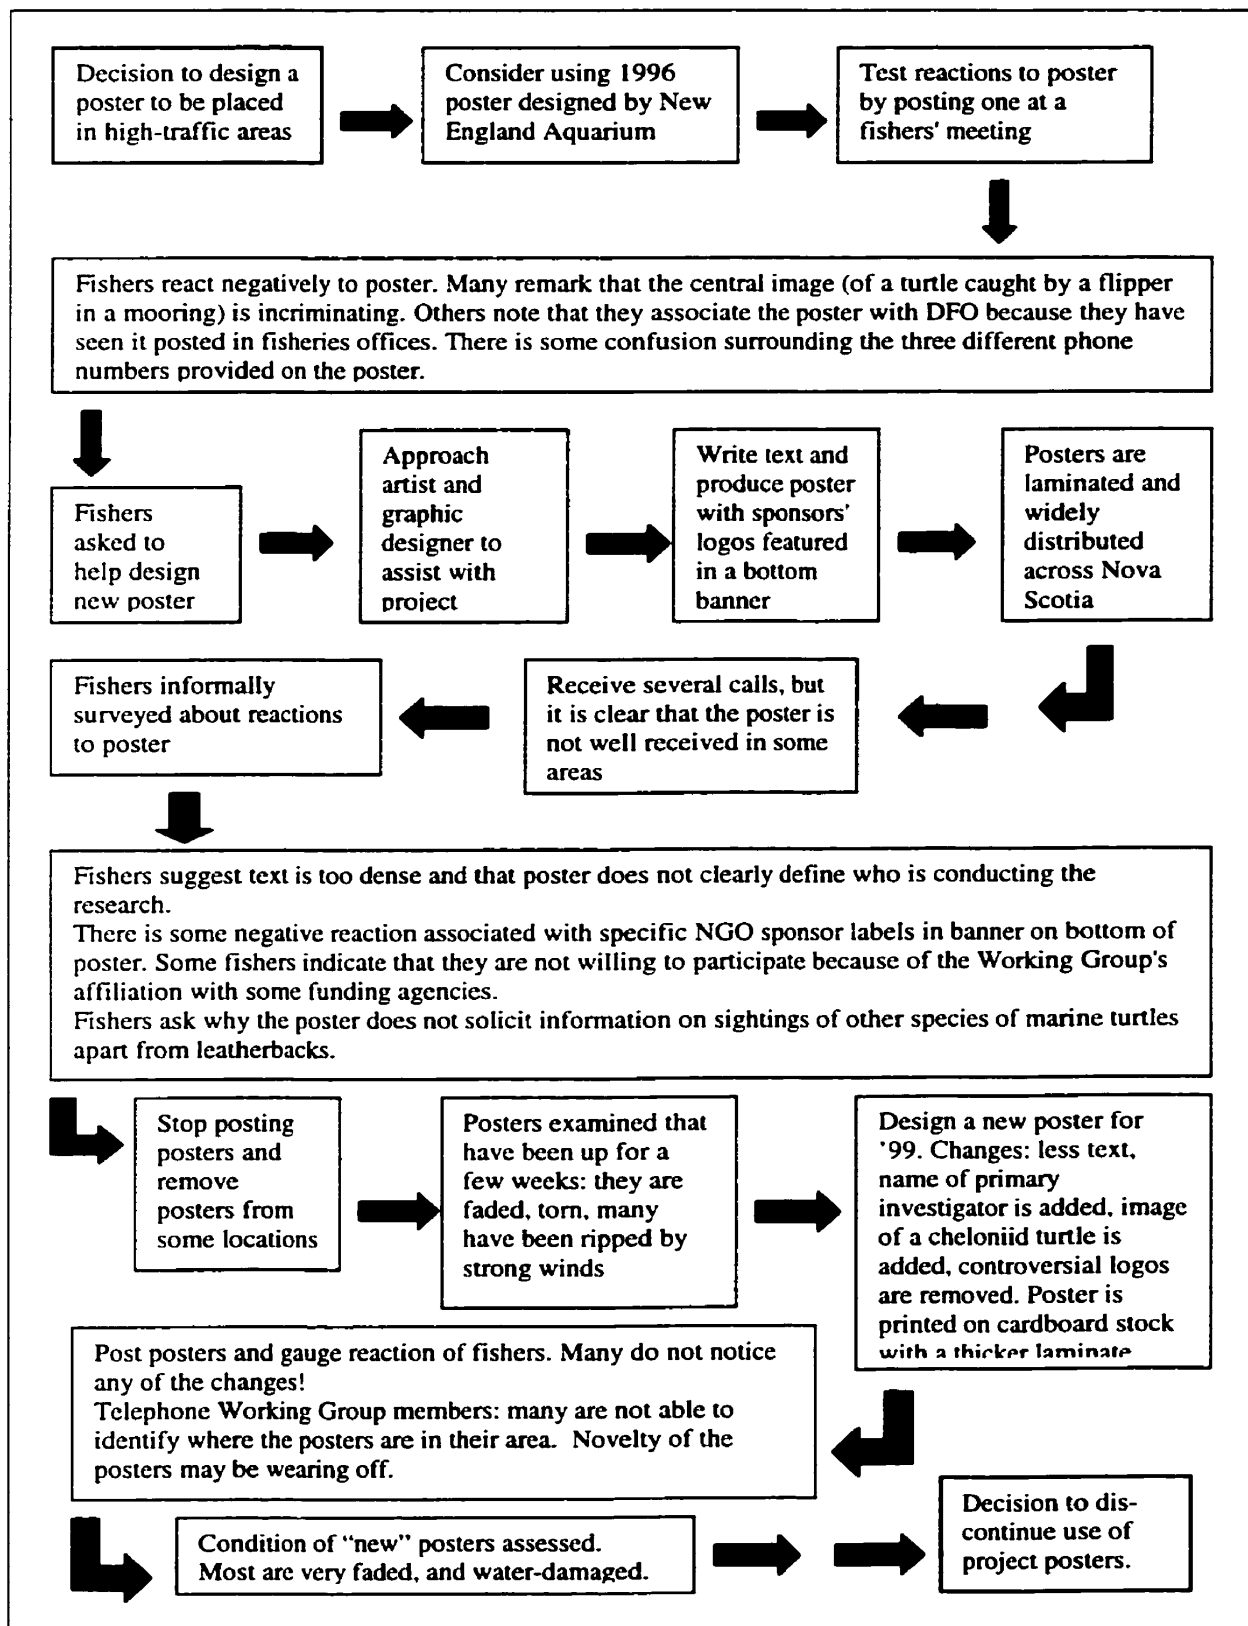 Decision to design a
poster to be placed
in high-traffic areas
Consider using 1996
poster designed by New
England Aquarium
Test reactions to poster
by posting one at a
fishers' meeting
Fishers react negatively to poster. Many remark that the central image (of a turtle caught by a flipper
in a mooring) is incriminating. Others note that they associate the poster with DFO because they have
seen it posted in fisheries offices. There is some confusion surrounding the three different phone
numbers provided on the poster.
Fishers
asked to
help design
new poster
Approach
artist and
graphic
designer to
assist with
project
Write text and
produce poster
with sponsors'
logos featured
in a bottom
banner
Posters are
laminated and
widely
distributed
across Nova
Scotia
Receive several calls, but
it is clear that the poster is
not well received in some
areas
Fishers informally
surveyed about reactions
to poster
Fishers suggest text is too dense and that poster does not clearly define who is conducting the
research.
There is some negative reaction associated with specific NGO sponsor labels in banner on bottom of
poster. Some fishers indicate that they are not willing to participate because of the Working Group's
affiliation with some funding agencies.
Fishers ask why the poster does not solicit information on sightings of other species of marine turtles
apart from leatherbacks.
Stop posting
posters and
remove
posters from
some locations
Posters examined that
have been up for a
few weeks: they are
faded, torn, many
have been ripped by
strong winds
Design a new poster for
'99. Changes: less text,
name of primary
investigator is added, image
of a cheloniid turtle is
added, controversial logos
are removed. Poster is
printed on cardboard stock
with a thicker laminate
Post posters and gauge reaction of fishers. Many do not notice
any of the changes!
Telephone Working Group members: many are not able to
identify where the posters are in their area. Novelty of the
posters may be wearing off.
Condition of "new" posters assessed.
Most are very faded, and water-damaged.
Decision to dis-
continue use of
project posters.